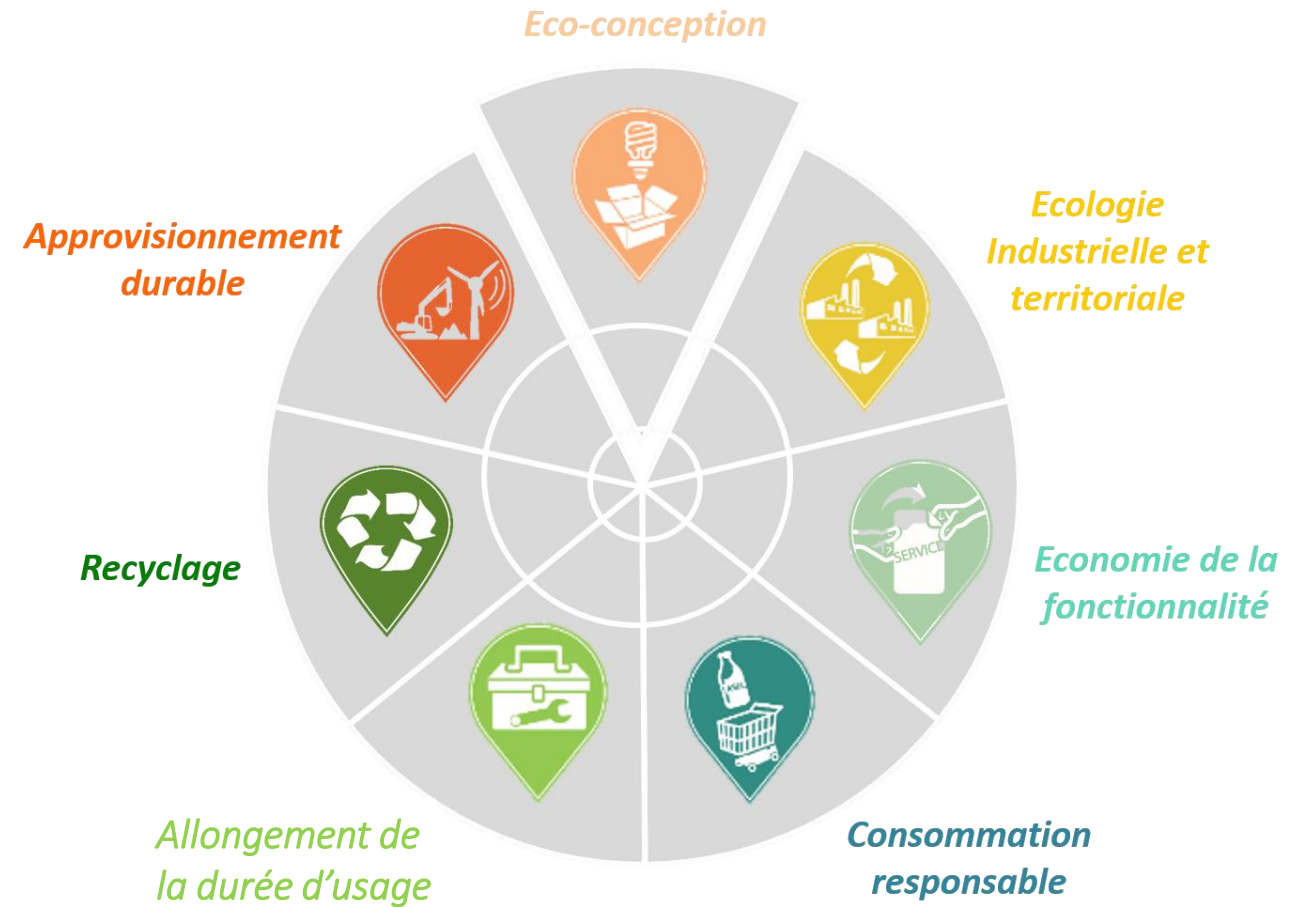 Eco-conception
Ecologie
Industrielle et
territoriale
Approvisionnement
durable
SERVICE
Economie de la
fonctionnalité
Recyclage
Consommation
responsable
Allongement de
la durée d’usage